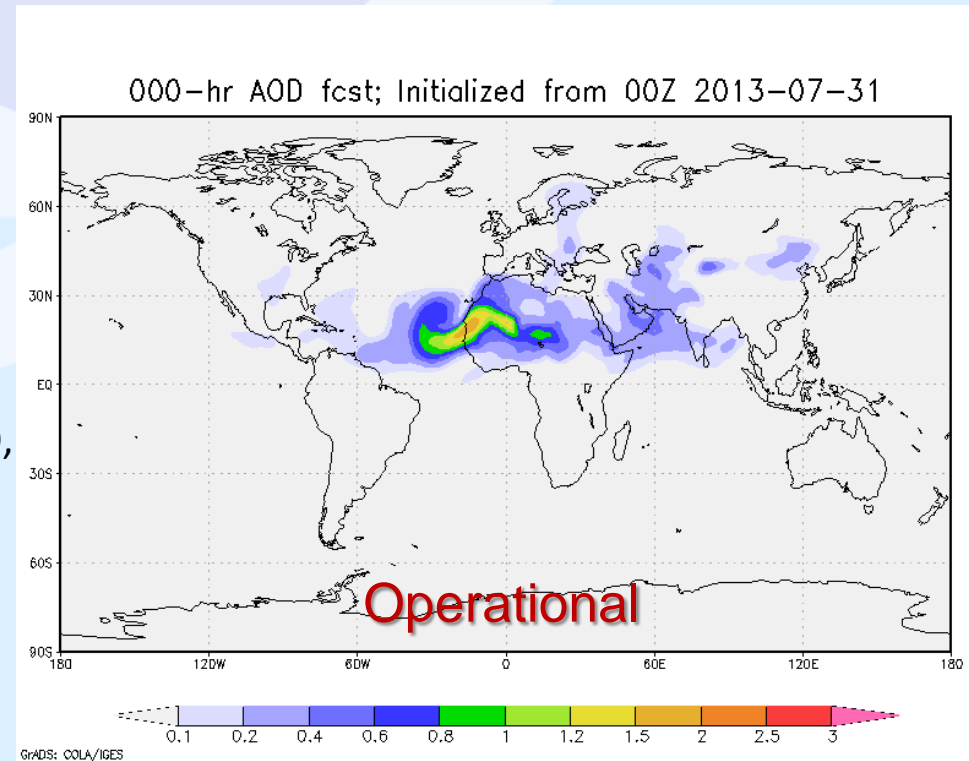 000-hr AOD fcst; Initialized from 00Z 2013-07-31
90N
60N
30N
EQ
),
30S
60S
Operational
90S
180 120W 60W 0 60E 120E 180
0.1 0.2 0.4 0.6 0.8 1 1.2 1.5 2 2.5 3
GrADS: COLA/IGES